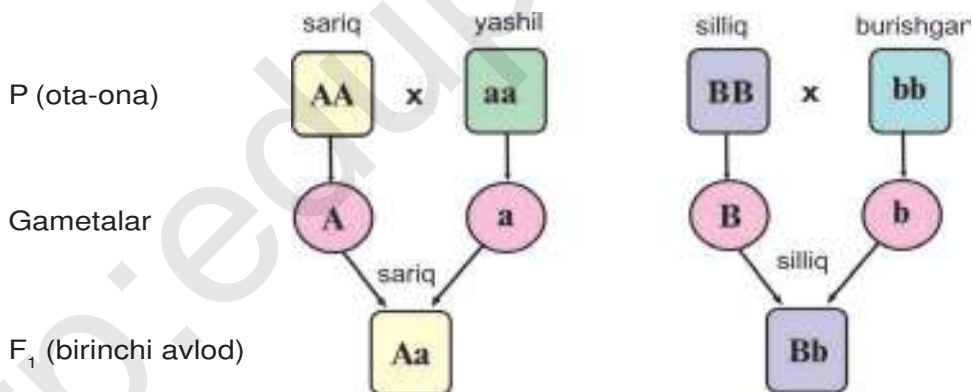 sariq yashil silliq burishgan
P (ota-ona) AA x aa BB x bb
Gametalar A a B b
sariq silliq
F₁ (birinchi avlod) Aa Bb